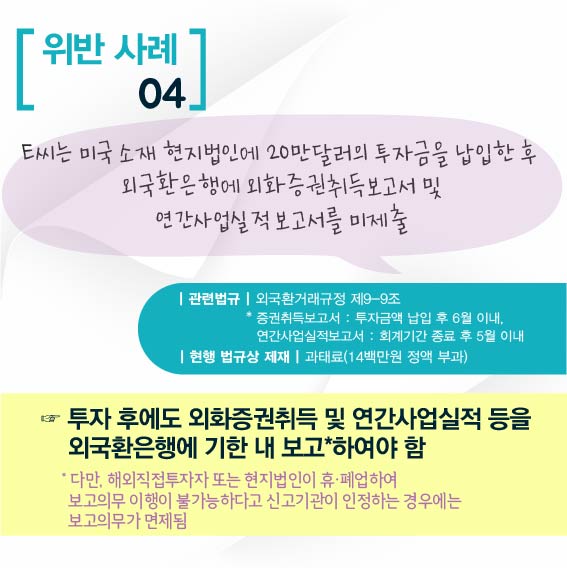 위반 사례
04
E씨는 미국 소재 현지법인에 20만달러의 투자금을 납입한 후
외국환은행에 외화증권취득보고서 및
연간사업실적 보고서를 미제출
| 관련법규 | 외국환거래규정 제9-9조
* 증권취득보고서 : 투자금액 납입 후 6월 이내,
연간사업실적보고서 : 회계기간 종료 후 5월 이내
| 현행 법규상 제재 | 과태료(14백만원 정액 부과)
☞ 투자 후에도 외화증권취득 및 연간사업실적 등을
외국환은행에 기한 내 보고*하여야 함
* 다만, 해외직접투자자 또는 현지법인이 휴·폐업하여
보고의무 이행이 불가능하다고 신고기관이 인정하는 경우에는
보고의무가 면제됨